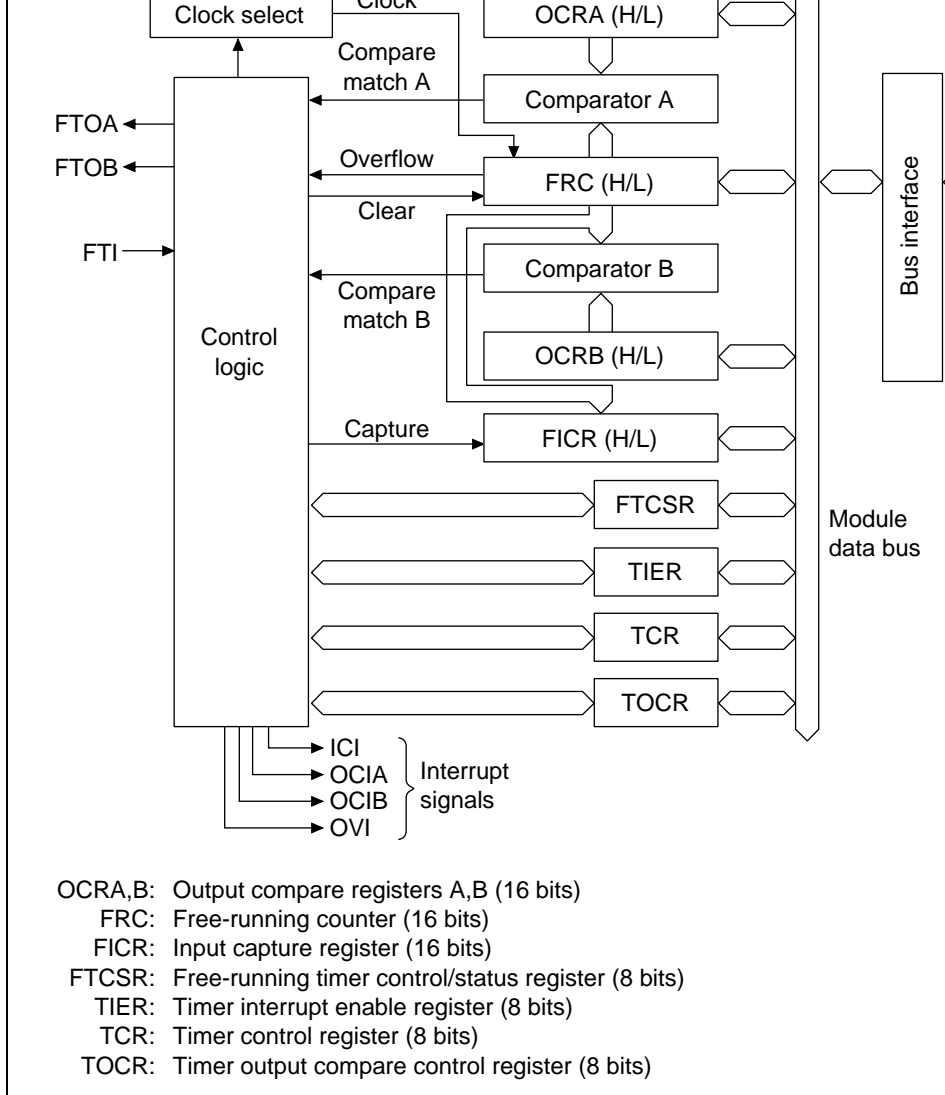 Clock
Clock select
OCRA (H/L)
Compare
match A
Comparator A
FTOA
FTOB
Overflow
FRC (H/L)
Clear
FTI
Comparator B
Compare
match B
Bus interface
Control
logic
OCRB (H/L)
Capture
FICR (H/L)
FTCSR
Module
data bus
TIER
TCR
TOCR
ICI
OCIA
OCIB
OVI
Interrupt
signals
OCRA,B: Output compare registers A,B (16 bits)
FRC: Free-running counter (16 bits)
FICR: Input capture register (16 bits)
FTCSR: Free-running timer control/status register (8 bits)
TIER: Timer interrupt enable register (8 bits)
TCR: Timer control register (8 bits)
TOCR: Timer output compare control register (8 bits)